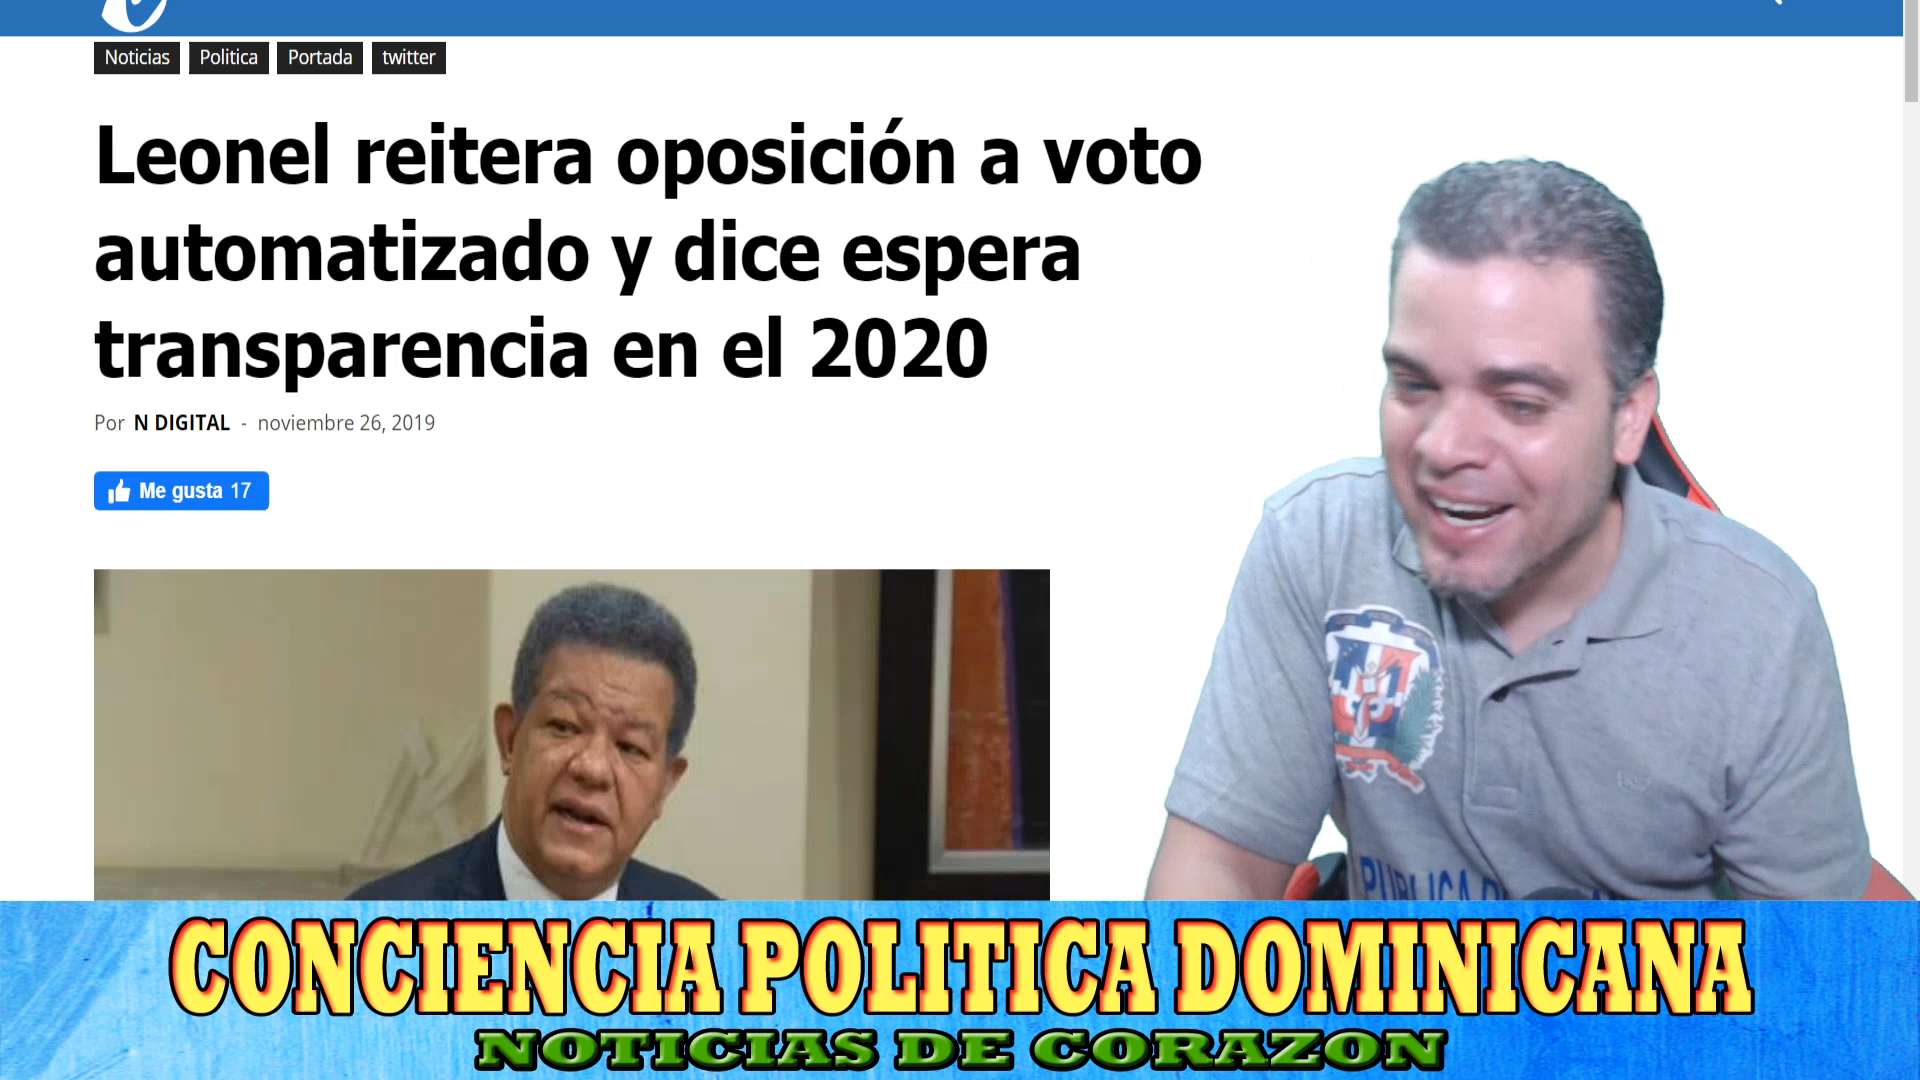 Noticias Politica Portada twitter
Leonel reitera oposición a voto
automatizado y dice espera
transparencia en el 2020
Por N DIGITAL - noviembre 26, 2019
Me gusta 17
CONCIENCIA POLITICA DOMINICANA
NOTICIAS DE CORAZON